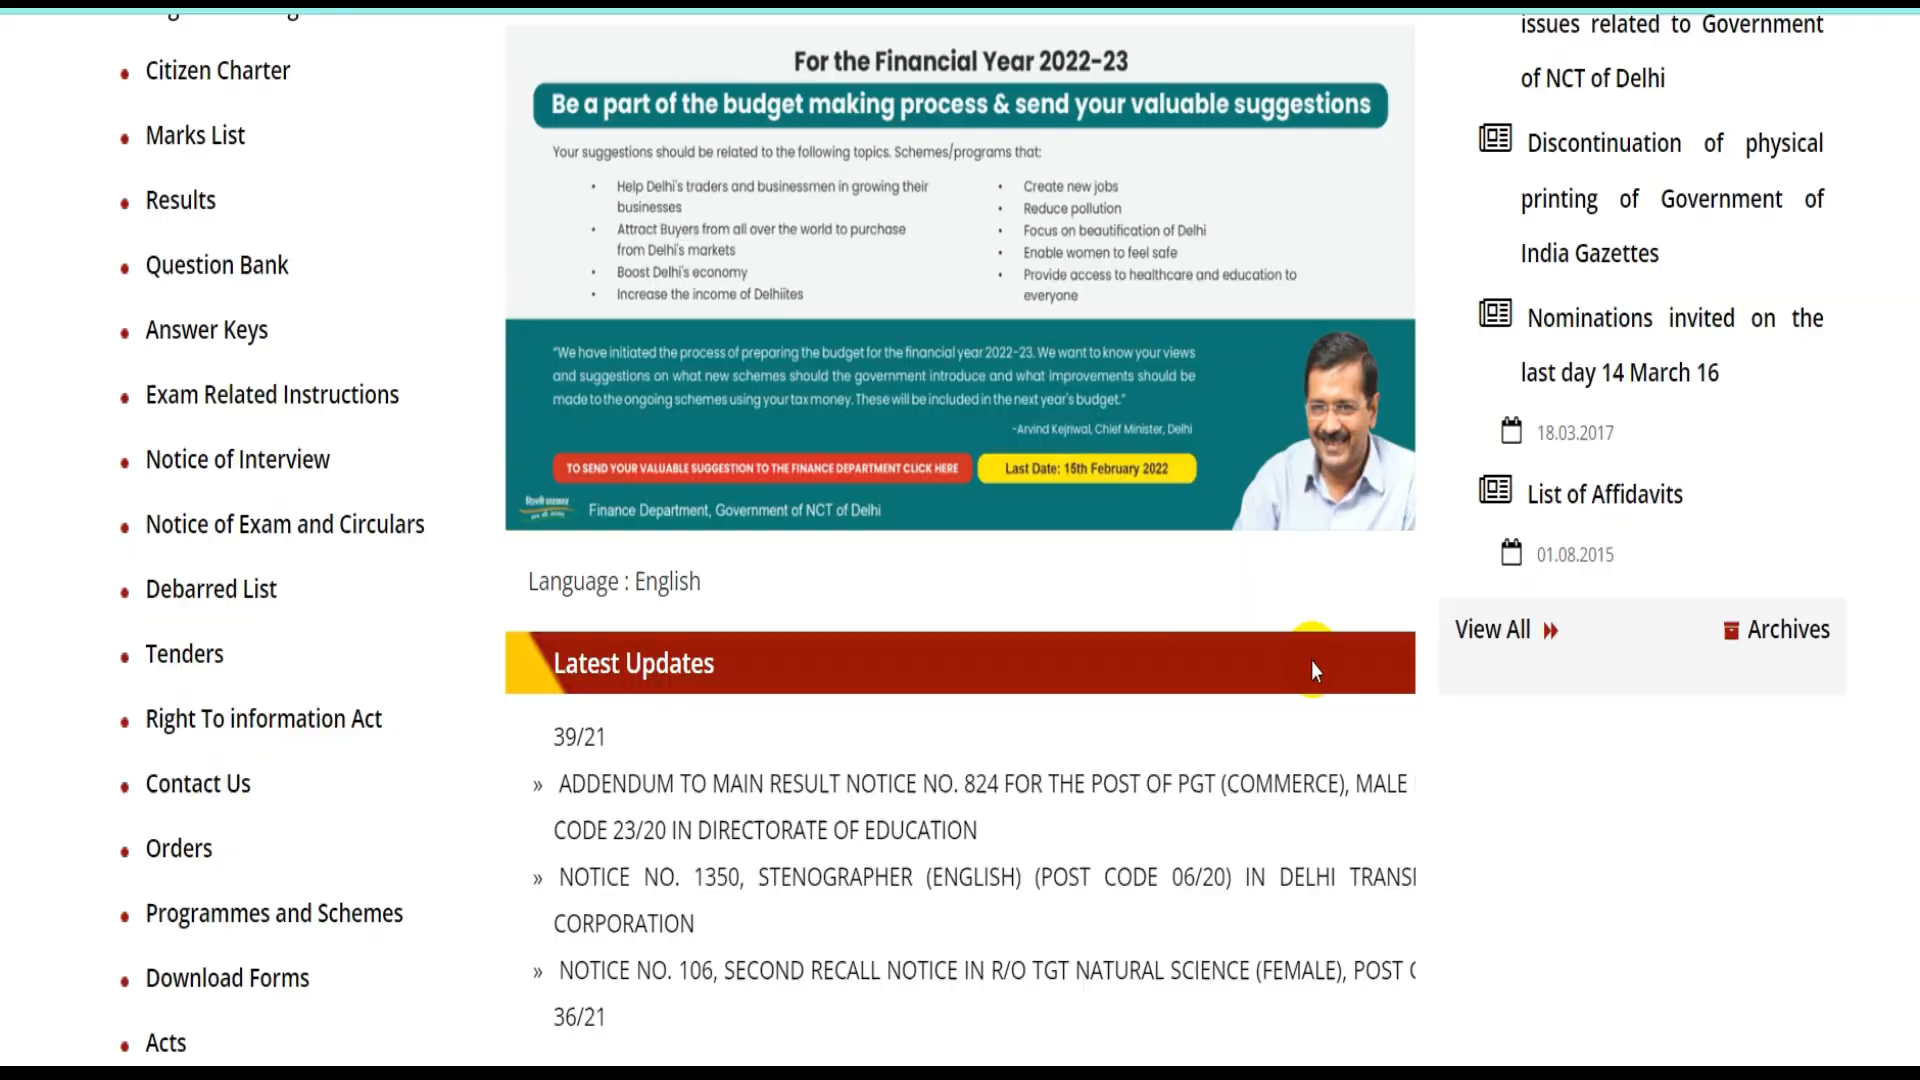 Citizen Charter
Marks List
Results
Question Bank
Answer Keys
Exam Related Instructions
Notice of Interview
Notice of Exam and Circulars
Debarred List
Tenders
Right To information Act
Contact Us
Orders
Programmes and Schemes
Download Forms
Acts
For the Financial Year 2022-23
Be a part of the budget making process & send your valuable suggestions
Your suggestions should be related to the following topics. Schemes/programs that:
• Help Delhi's traders and businessmen in growing their
businesses
• Attract Buyers from all over the world to purchase
from Delhi's markets
• Boost Delhi's economy
• Increase the income of Delhiites
• Create new jobs
• Reduce pollution
• Focus on beautification of Delhi
• Enable women to feel safe
• Provide access to healthcare and education to
everyone
"We have initiated the process of preparing the budget for the financial year 2022-23. We want to know your views
and suggestions on what new schemes should the government introduce and what improvements should be
made to the ongoing schemes using your tax money. These will be included in the next year's budget."
-Arvind Kejriwal, Chief Minister, Delhi
TO SEND YOUR VALUABLE SUGGESTION TO THE FINANCE DEPARTMENT CLICK HERE
Last Date: 15th February 2022
Finance Department, Government of NCT of Delhi
Language : English
Latest Updates
39/21
» ADDENDUM TO MAIN RESULT NOTICE NO. 824 FOR THE POST OF PGT (COMMERCE), MALE
CODE 23/20 IN DIRECTORATE OF EDUCATION
» NOTICE NO. 1350, STENOGRAPHER (ENGLISH) (POST CODE 06/20) IN DELHI TRANS
CORPORATION
» NOTICE NO. 106, SECOND RECALL NOTICE IN R/O TGT NATURAL SCIENCE (FEMALE), POST
36/21
issues related to Government
of NCT of Delhi
Discontinuation of physical
printing of Government of
India Gazettes
Nominations invited on the
last day 14 March 16
18.03.2017
List of Affidavits
01.08.2015
View All
Archives